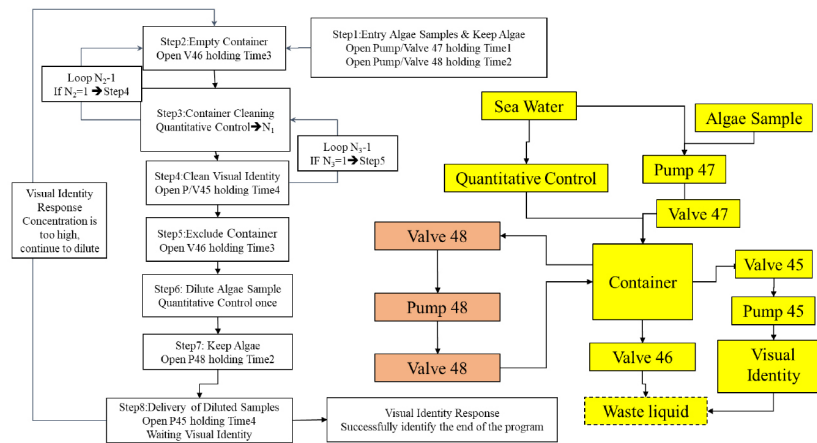 Step2:Empty Container
Open V46 holding Time3
Step1:Entry Algae Samples & Keep Algae
Open Pump/Valve 47 holding Time1
Open Pump/Valve 48 holding Time2
Loop N₂-1
If N₂=1 ➔Step4
Step3:Container Cleaning
Quantitative Control➔N₁
Loop N₃-1
IF N₃=1➔Step5
Step4:Clean Visual Identity
Open P/V45 holding Time4
Visual Identity
Response
Concentration is
too high,
continue to dilute
Step5:Exclude Container
Open V46 holding Time3
Step6: Dilute Algae Sample
Quantitative Control once
Step7: Keep Algae
Open P48 holding Time2
Step8:Delivery of Diluted Samples
Open P45 holding Time4
Waiting Visual Identity
Visual Identity Response
Successfully identify the end of the program
Sea Water
Algae Sample
Quantitative Control
Pump 47
Valve 47
Valve 48
Container
Valve 45
Pump 48
Pump 45
Valve 48
Valve 46
Visual
Identity
Waste liquid